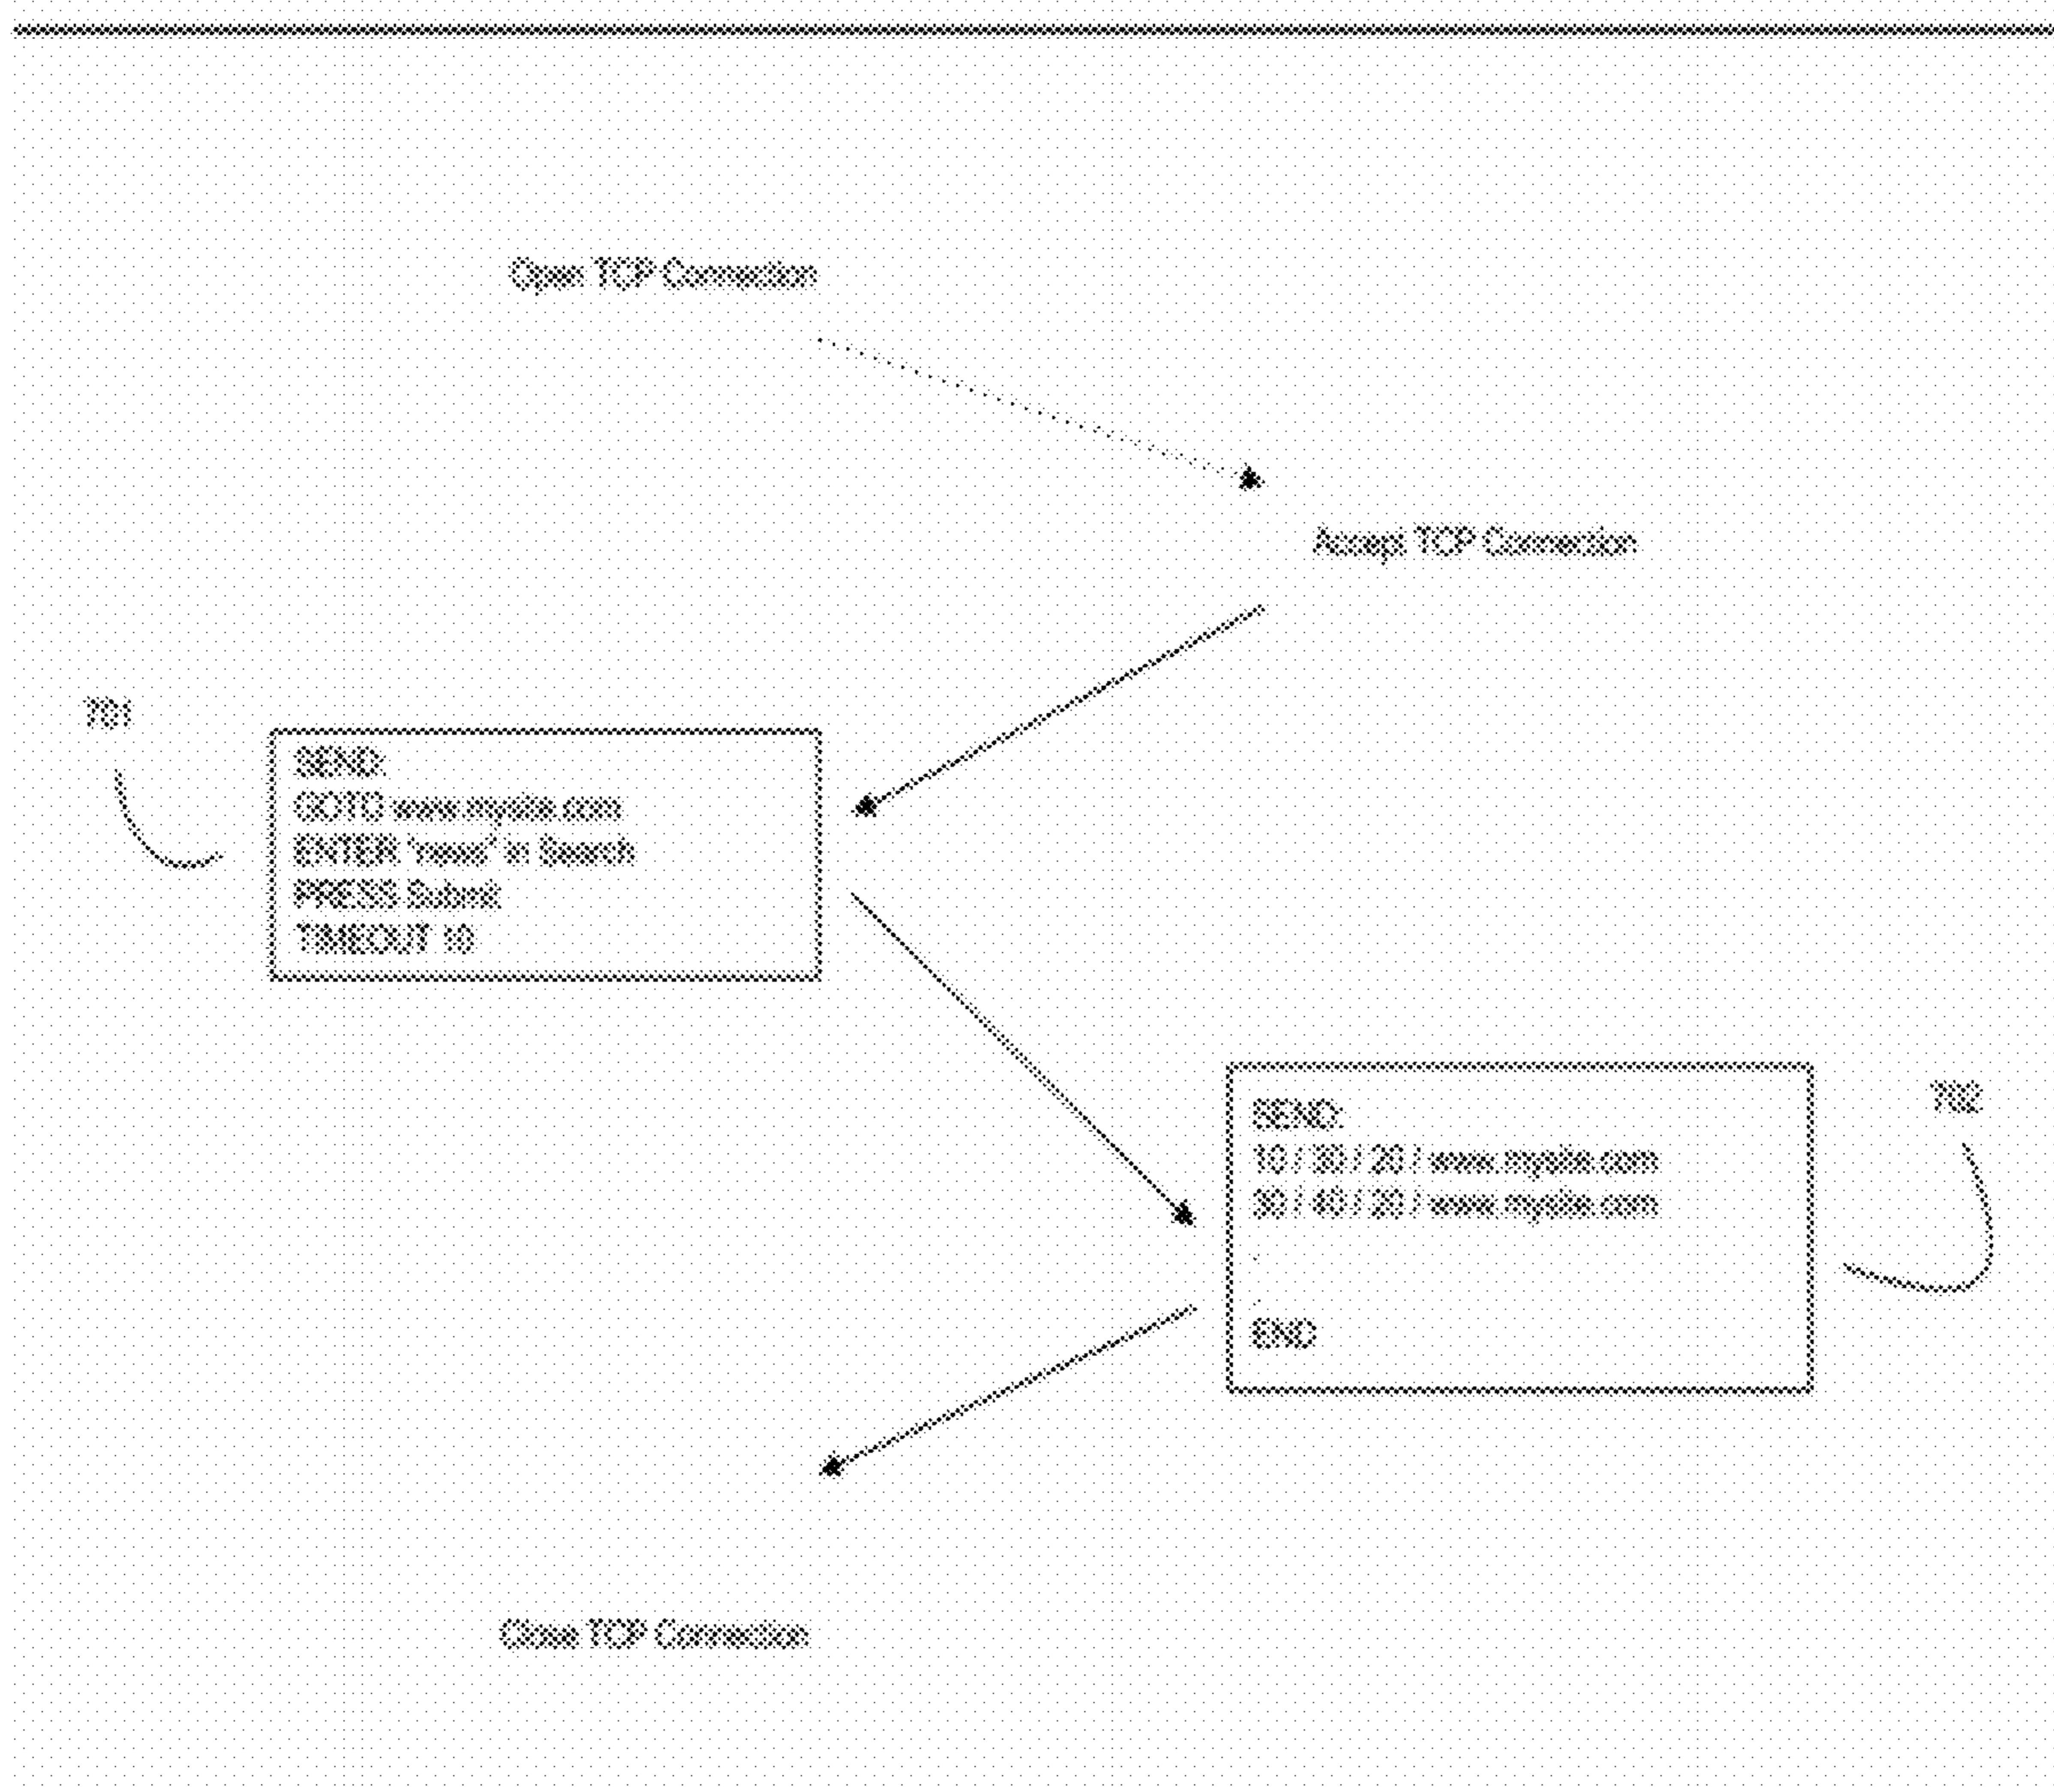 Open TCP Connection
Accept TCP Connection
701
SEND:
GOTO www.mysite.com
ENTER 'news' in Search
PRESS Submit
TIMEOUT 10
702
SEND:
10 / 30 / 20 / www.mysite.com
30 / 40 / 20 / www.mysite.com
.
.
END
Close TCP Connection